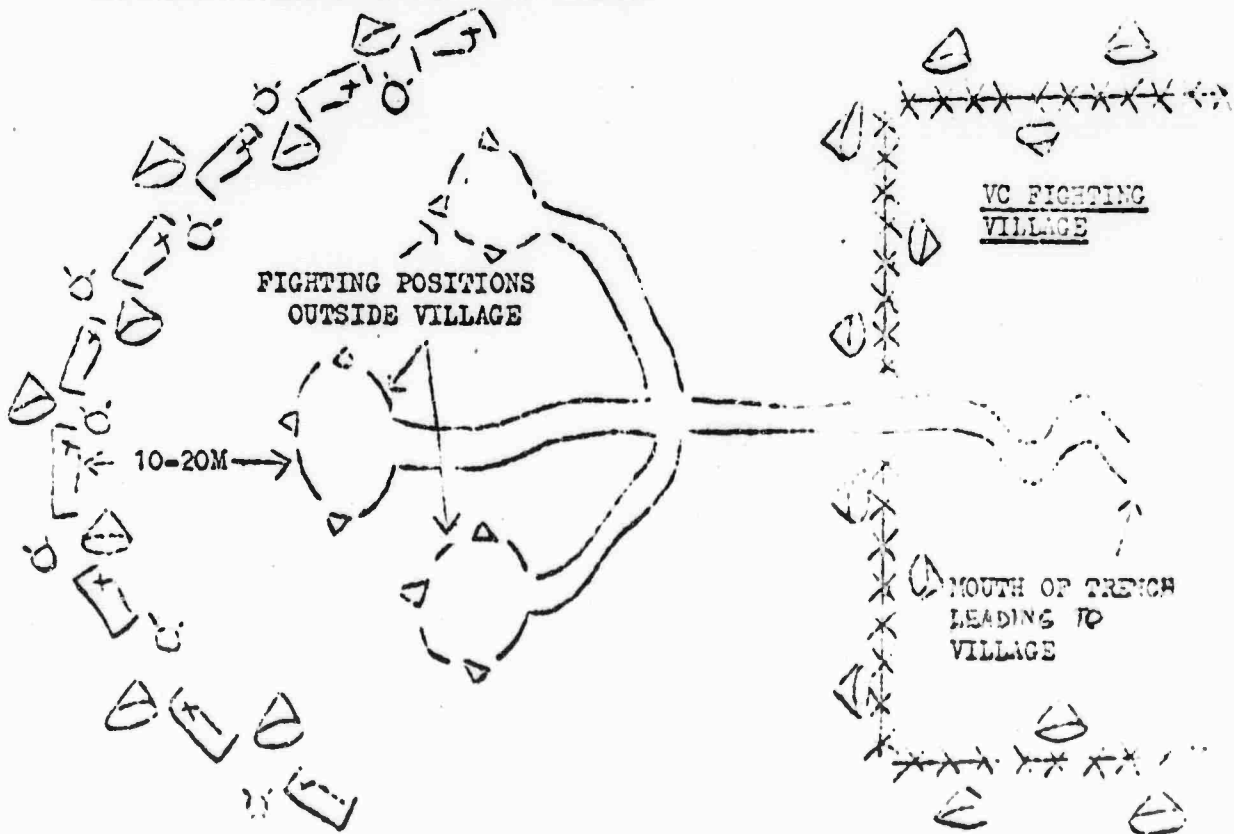 VC FIGHTING
VILLAGE
FIGHTING POSITIONS
OUTSIDE VILLAGE
10-20M
MOUTH OF TRENCH
LEADING TO
VILLAGE